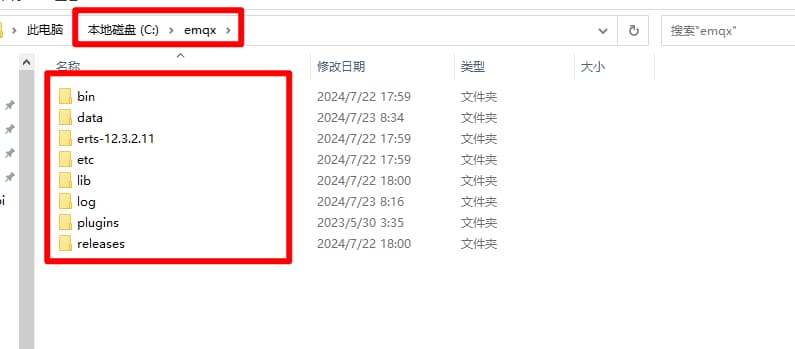 此电脑 本地磁盘 (C:) emqx 搜索"emqx"
名称 修改日期 类型 大小
bin 2024/7/22 17:59 文件夹
data 2024/7/23 8:34 文件夹
erts-12.3.2.11 2024/7/22 17:59 文件夹
etc 2024/7/22 17:59 文件夹
lib 2024/7/22 18:00 文件夹
log 2024/7/23 8:16 文件夹
plugins 2023/5/30 3:35 文件夹
releases 2024/7/22 18:00 文件夹